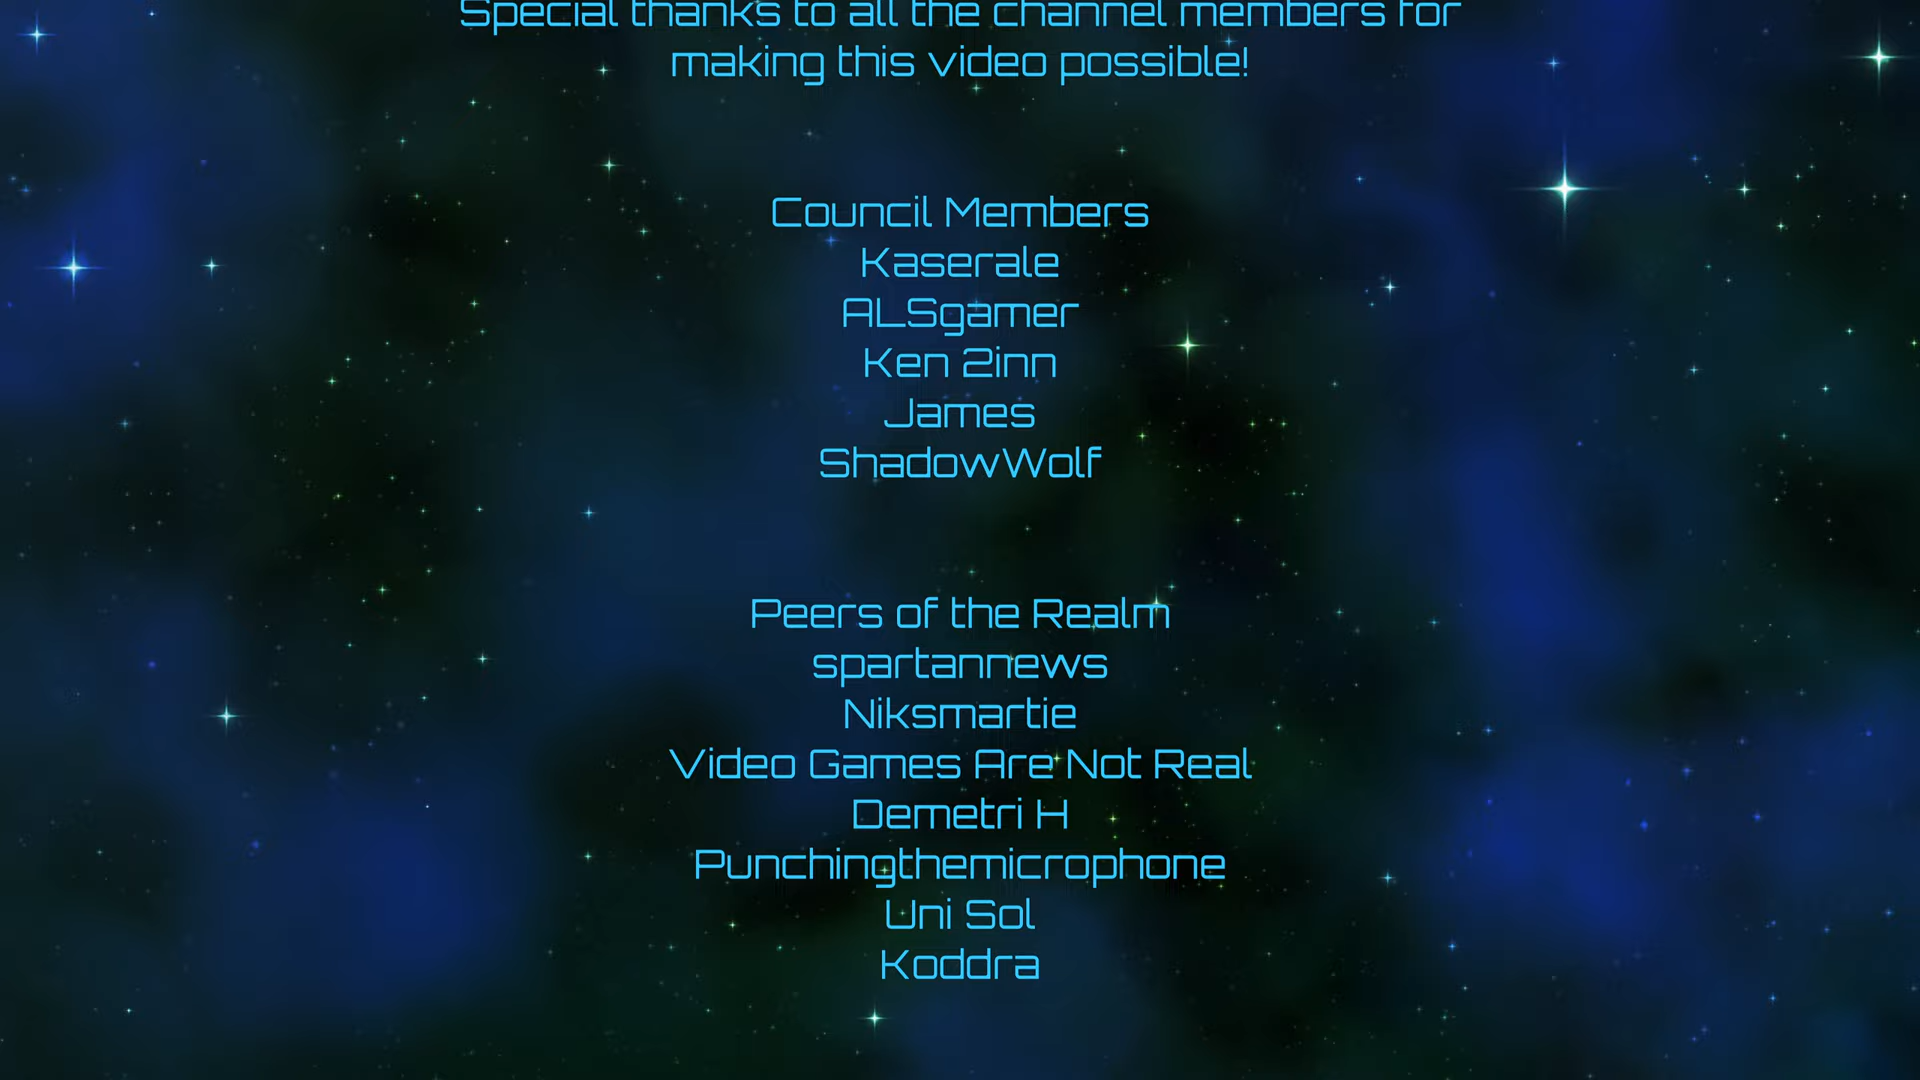 Special thanks to all the channel members for
making this video possible!
Council Members
Kaserale
ALSgamer
Ken 2inn
James
ShadowWolf
Peers of the Realm
spartannews
Niksmartie
Video Games Are Not Real
Demetri H
Punchingthemicrophone
Uni Sol
Koddra